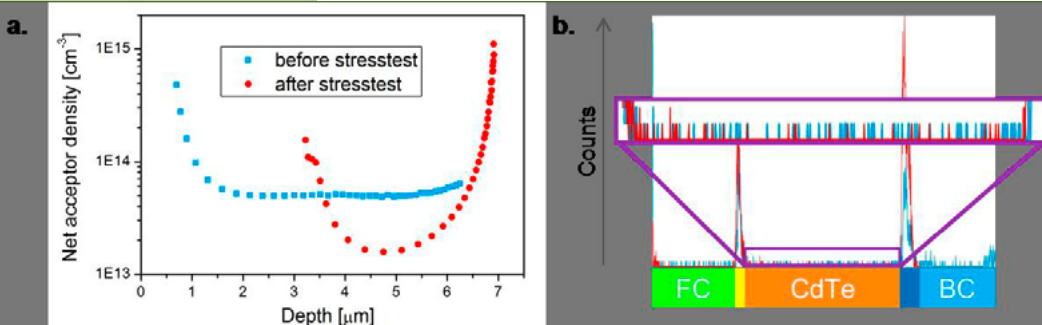 a.
Net acceptor density [cm-3]
1E15
1E14
1E13
before stresstest
after stresstest
0 1 2 3 4 5 6 7 8
Depth [µm]
b.
Counts
FC CdTe BC